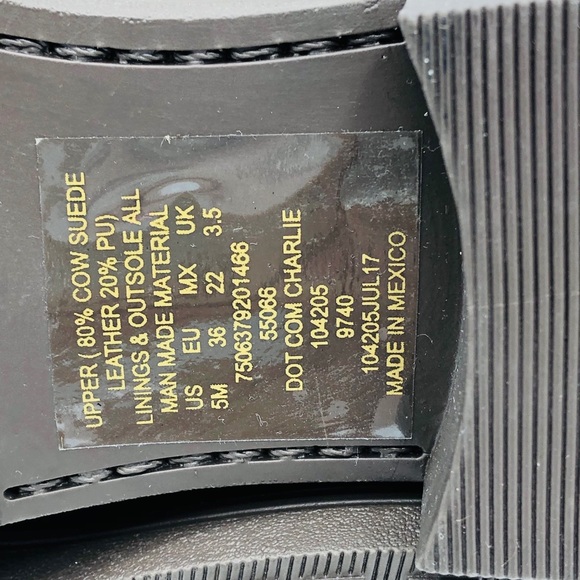 UPPER ( 80% COW SUEDE
LEATHER 20% PU)
LININGS & OUTSOLE ALL
MAN MADE MATERIAL
US EU MX UK
5M 36 22 3.5
7506379201466
55066
DOT COM CHARLIE
104205
9740
104205JUL17
MADE IN MEXICO